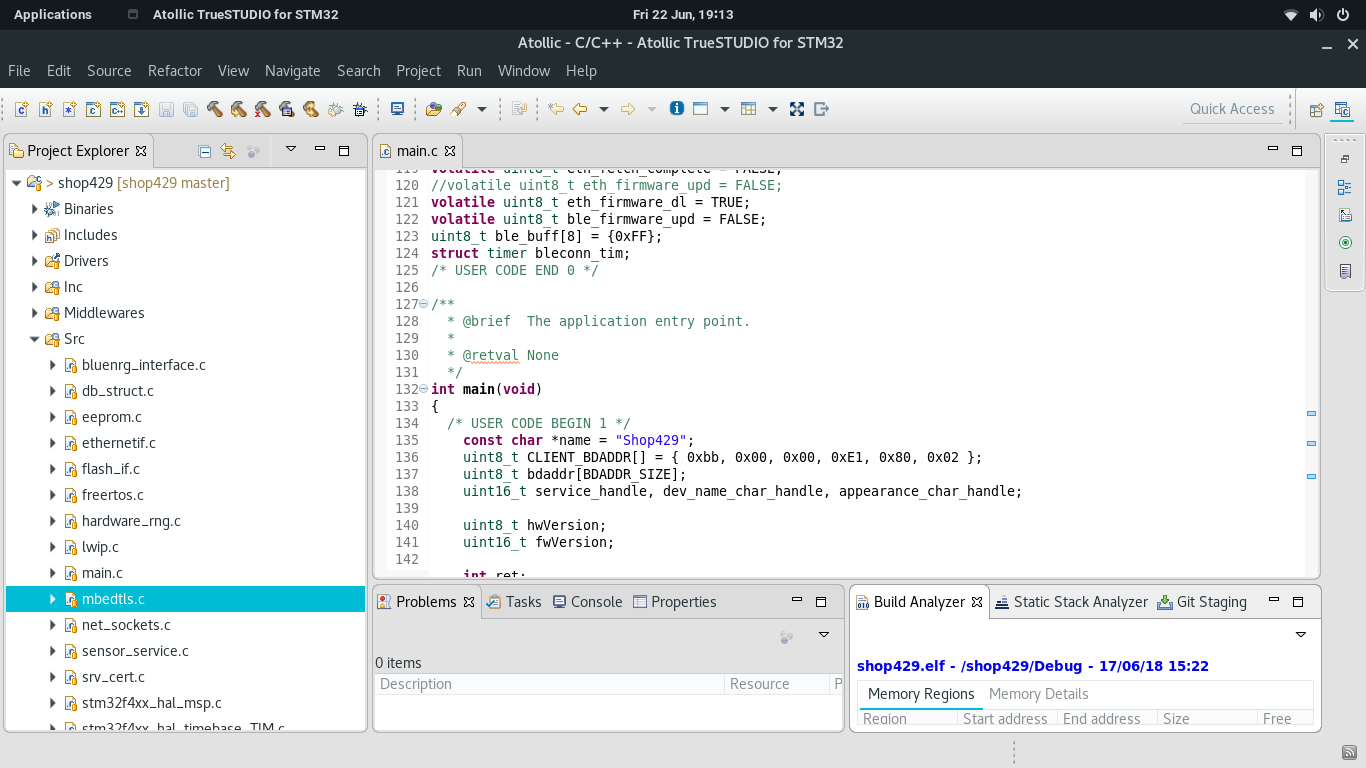 Applications Atollic TrueSTUDIO for STM32 Fri 22 Jun, 19:13
Atollic - C/C++ - Atollic TrueSTUDIO for STM32
File Edit Source Refactor View Navigate Search Project Run Window Help
Quick Access
Project Explorer
> shop429 [shop429 master]
Binaries
Includes
Drivers
Inc
Middlewares
Src
bluenrg_interface.c
db_struct.c
eeprom.c
ethernetif.c
flash_if.c
freertos.c
hardware_rng.c
lwip.c
main.c
mbedtls.c
net_sockets.c
sensor_service.c
srv_cert.c
stm32f4xx_hal_msp.c
stm32f4xx_hal_timebase_TIM.c
main.c
119 volatile uint8_t eth_fetch_complete = FALSE;
120 //volatile uint8_t eth_firmware_upd = FALSE;
121 volatile uint8_t eth_firmware_dl = TRUE;
122 volatile uint8_t ble_firmware_upd = FALSE;
123 uint8_t ble_buff[8] = {0xFF};
124 struct timer bleconn_tim;
125 /* USER CODE END 0 */
126
127 /**
128 * @brief  The application entry point.
129 *
130 * @retval None
131 */
132 int main(void)
133 {
134 /* USER CODE BEGIN 1 */
135 const char *name = "Shop429";
136 uint8_t CLIENT_BDADDR[] = { 0xbb, 0x00, 0x00, 0xE1, 0x80, 0x02 };
137 uint8_t bdaddr[BDADDR_SIZE];
138 uint16_t service_handle, dev_name_char_handle, appearance_char_handle;
139
140 uint8_t hwVersion;
141 uint16_t fwVersion;
142
int ret;
Problems Tasks Console Properties
0 items
Description Resource P
Build Analyzer Static Stack Analyzer Git Staging
shop429.elf - /shop429/Debug - 17/06/18 15:22
Memory Regions Memory Details
Region Start address End address Size Free